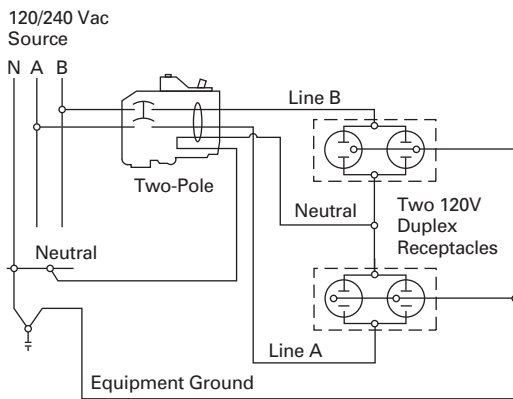 120/240 Vac
Source
N A B
Line B
Two-Pole
Neutral
Two 120V
Duplex
Receptacles
Neutral
Line A
Equipment Ground